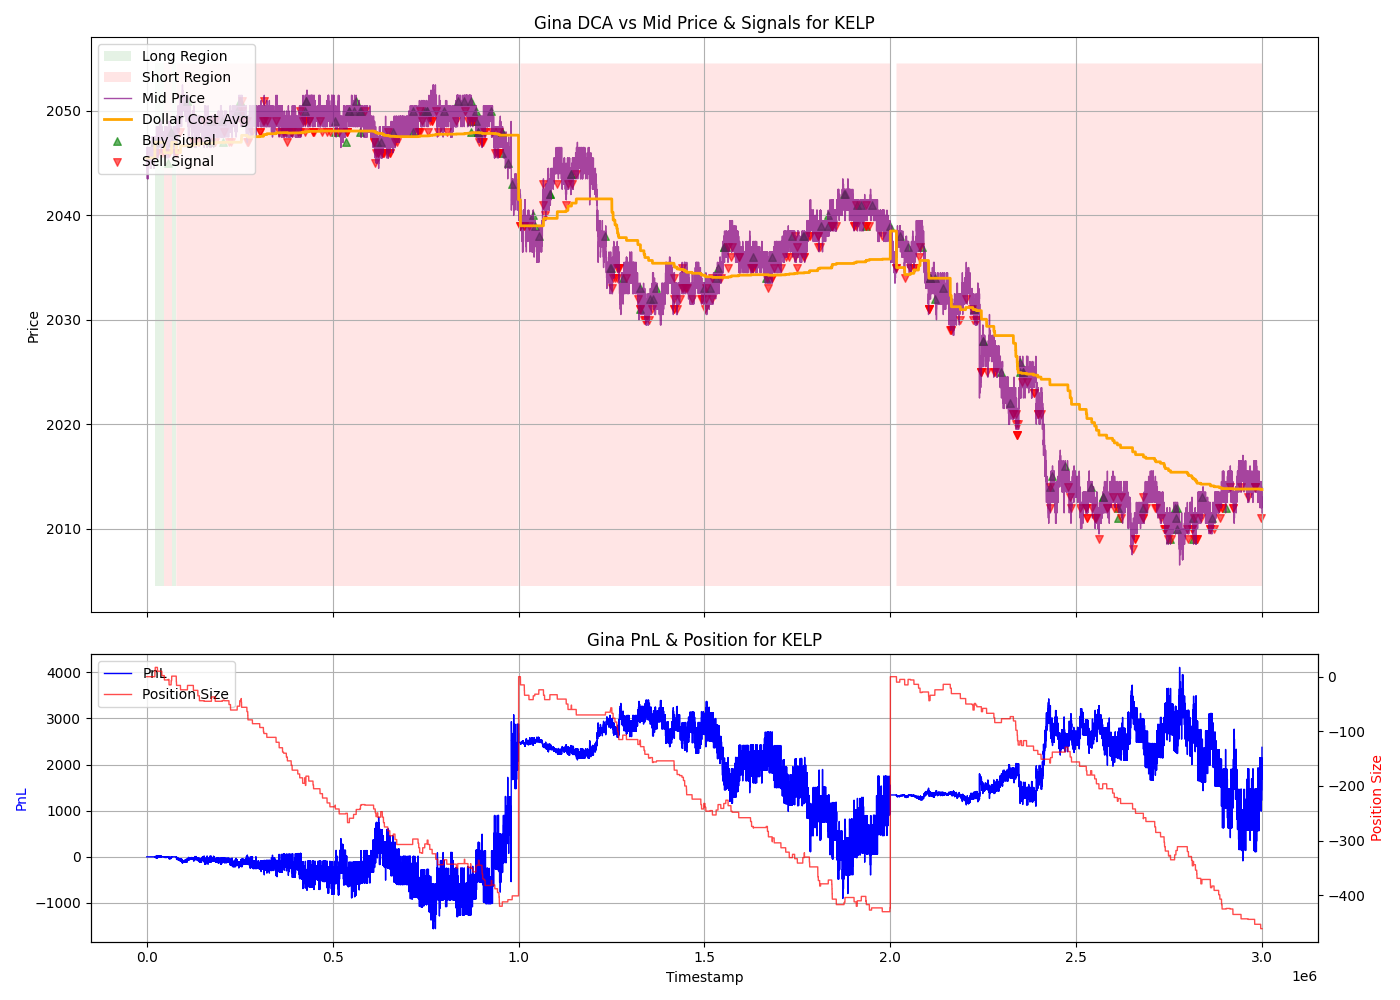 Gina DCA vs Mid Price & Signals for KELP
Long Region
Short Region
Mid Price
Dollar Cost Avg
Buy Signal
Sell Signal
2050
2040
2030
2020
2010
Price
Gina PnL & Position for KELP
PnL
Position Size
4000
3000
2000
1000
0
−1000
PnL
0
−100
−200
−300
−400
Position Size
0.0 0.5 1.0 1.5 2.0 2.5 3.0
1e6
Timestamp